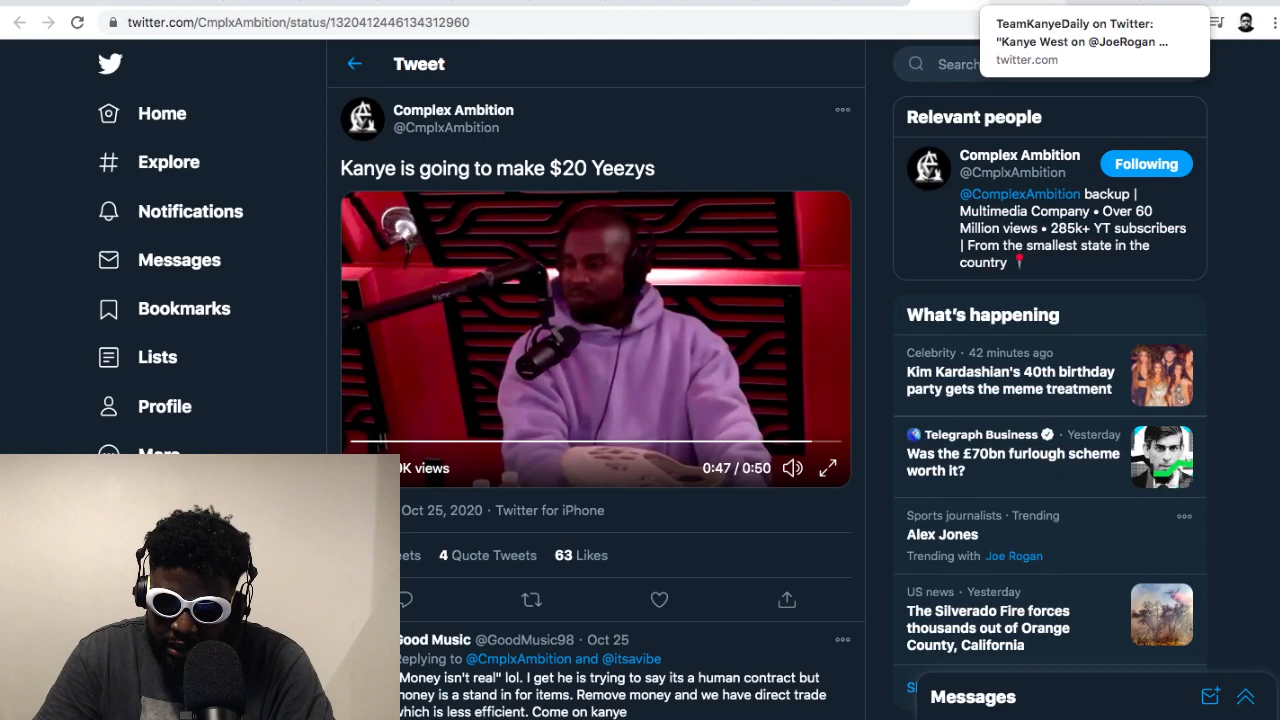 twitter.com/CmplxAmbition/status/1320412446134312960
TeamKanyeDaily on Twitter:
"Kanye West on @JoeRogan ...
twitter.com
Home
Explore
Notifications
Messages
Bookmarks
Lists
Profile
More
Tweet
Complex Ambition
@CmplxAmbition
Kanye is going to make $20 Yeezys
K views
0:47 / 0:50
Oct 25, 2020 · Twitter for iPhone
4 Quote Tweets
63 Likes
Good Music @GoodMusic98 · Oct 25
Replying to @CmplxAmbition and @itsavibe
"Money isn't real" lol. I get he is trying to say its a human contract but
money is a stand in for items. Remove money and we have direct trade
which is less efficient. Come on kanye
Search
Relevant people
Complex Ambition
@CmplxAmbition
Following
@ComplexAmbition backup |
Multimedia Company • Over 60
Million views • 285k+ YT subscribers
| From the smallest state in the
country
What's happening
Celebrity · 42 minutes ago
Kim Kardashian's 40th birthday
party gets the meme treatment
Telegraph Business · Yesterday
Was the £70bn furlough scheme
worth it?
Sports journalists · Trending
Alex Jones
Trending with Joe Rogan
US news · Yesterday
The Silverado Fire forces
thousands out of Orange
County, California
Messages